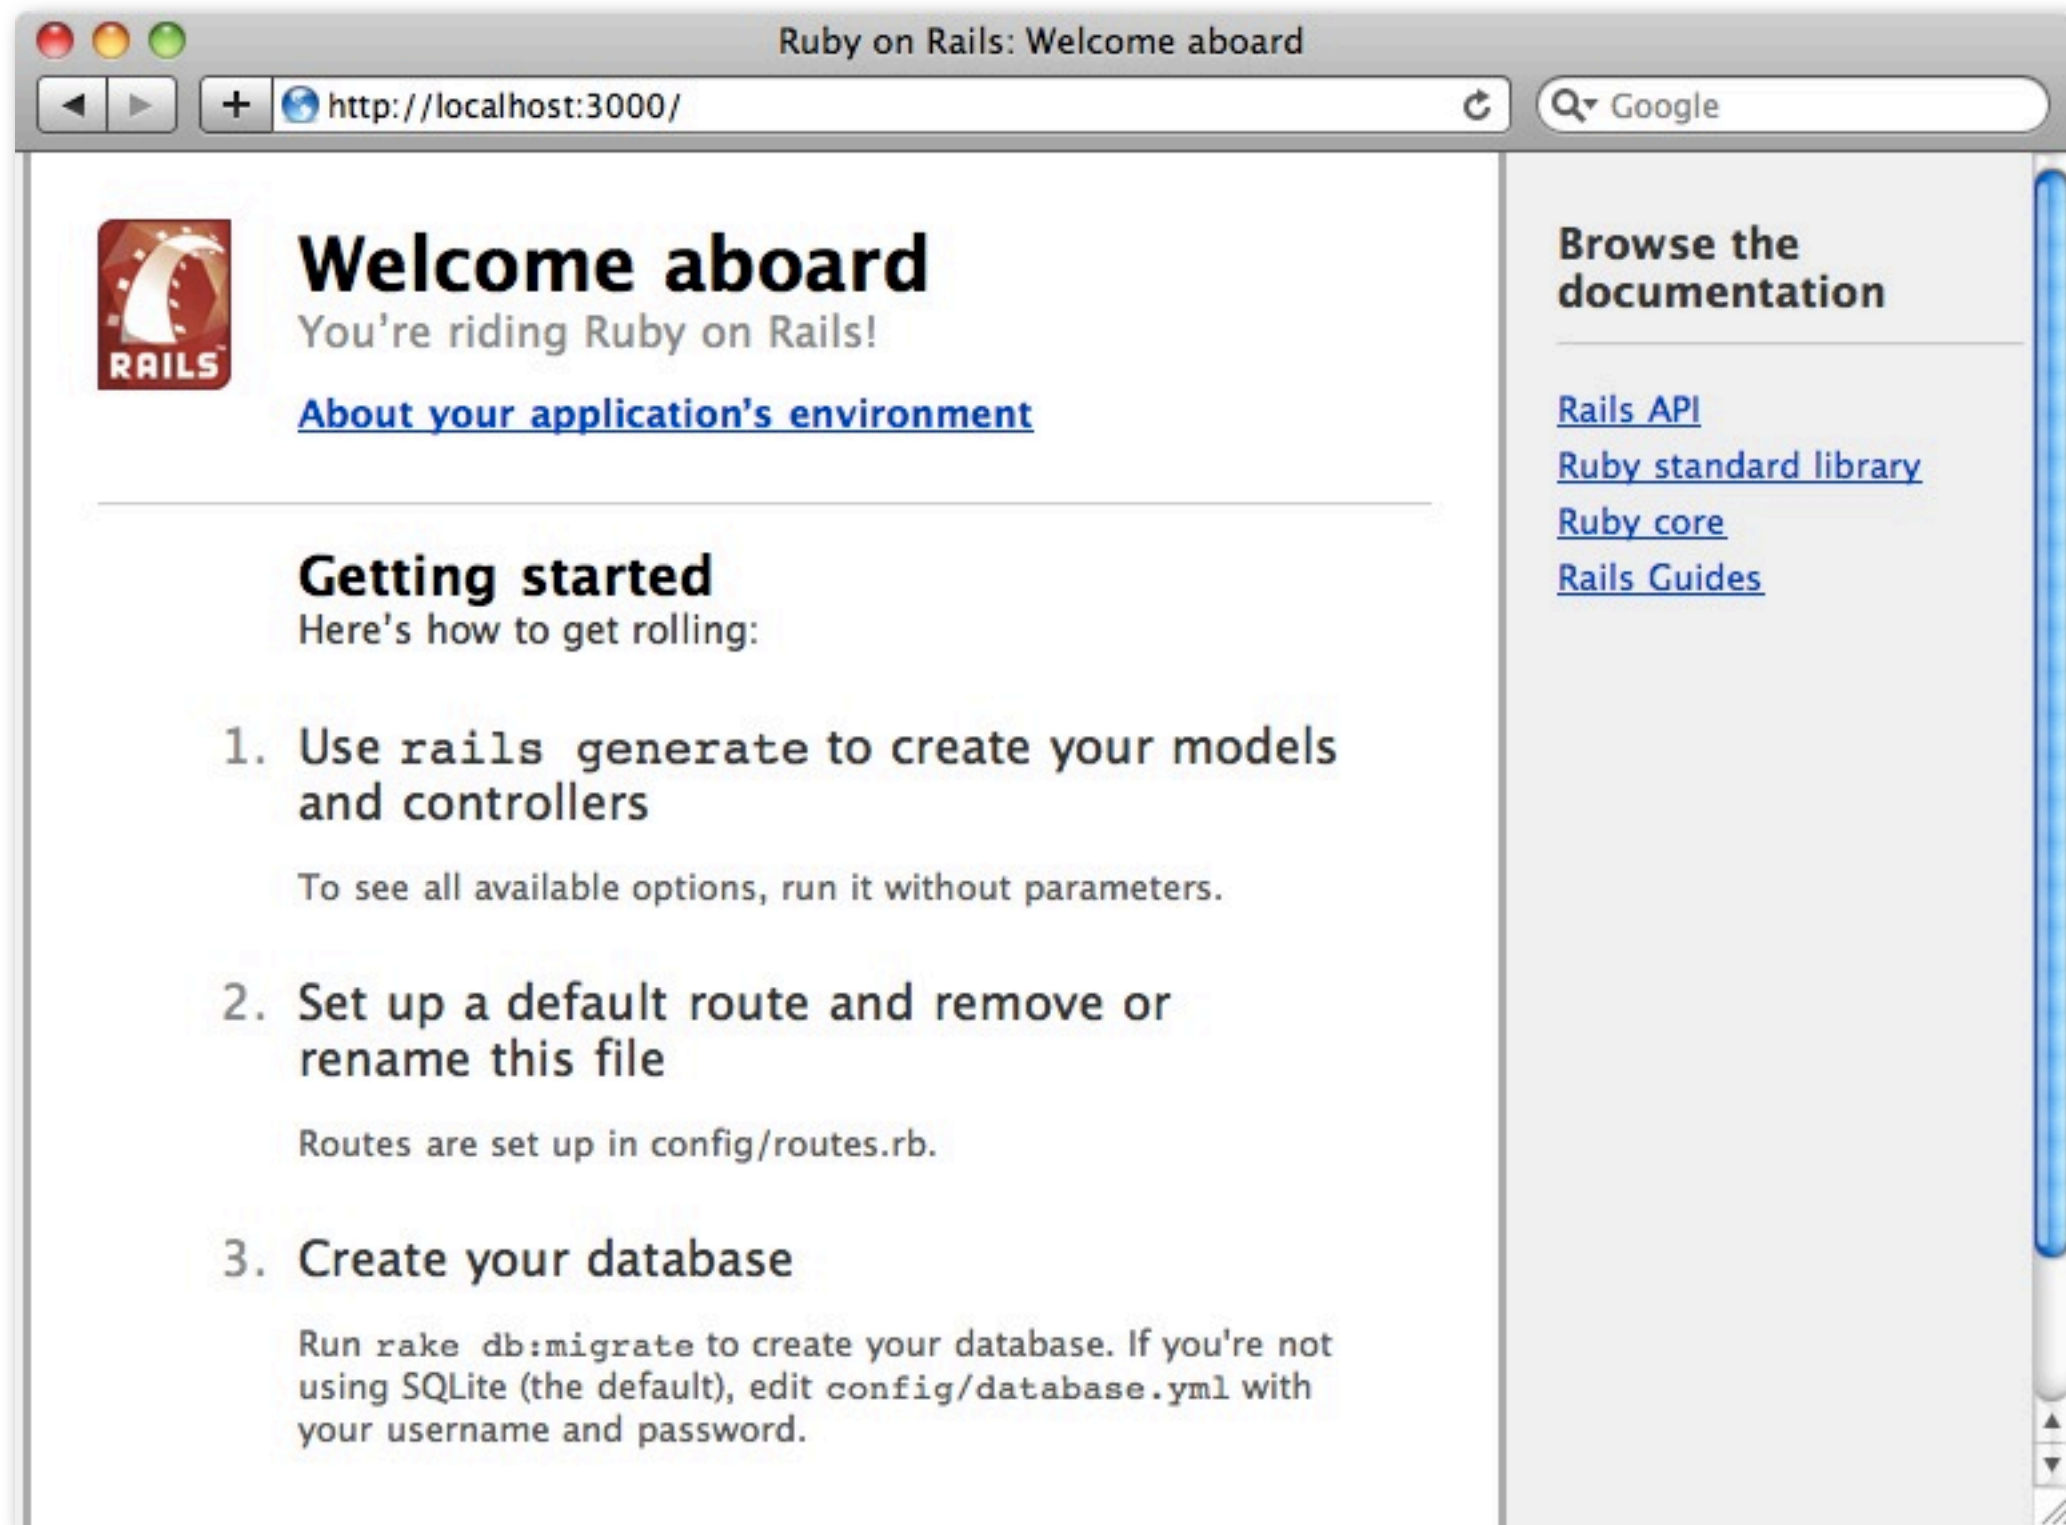 Ruby on Rails: Welcome aboard
http://localhost:3000/
Google
RAILS™
Welcome aboard
You're riding Ruby on Rails!
About your application's environment
Getting started
Here's how to get rolling:
1. Use rails generate to create your models
and controllers
To see all available options, run it without parameters.
2. Set up a default route and remove or
rename this file
Routes are set up in config/routes.rb.
3. Create your database
Run rake db:migrate to create your database. If you're not
using SQLite (the default), edit config/database.yml with
your username and password.
Browse the
documentation
Rails API
Ruby standard library
Ruby core
Rails Guides